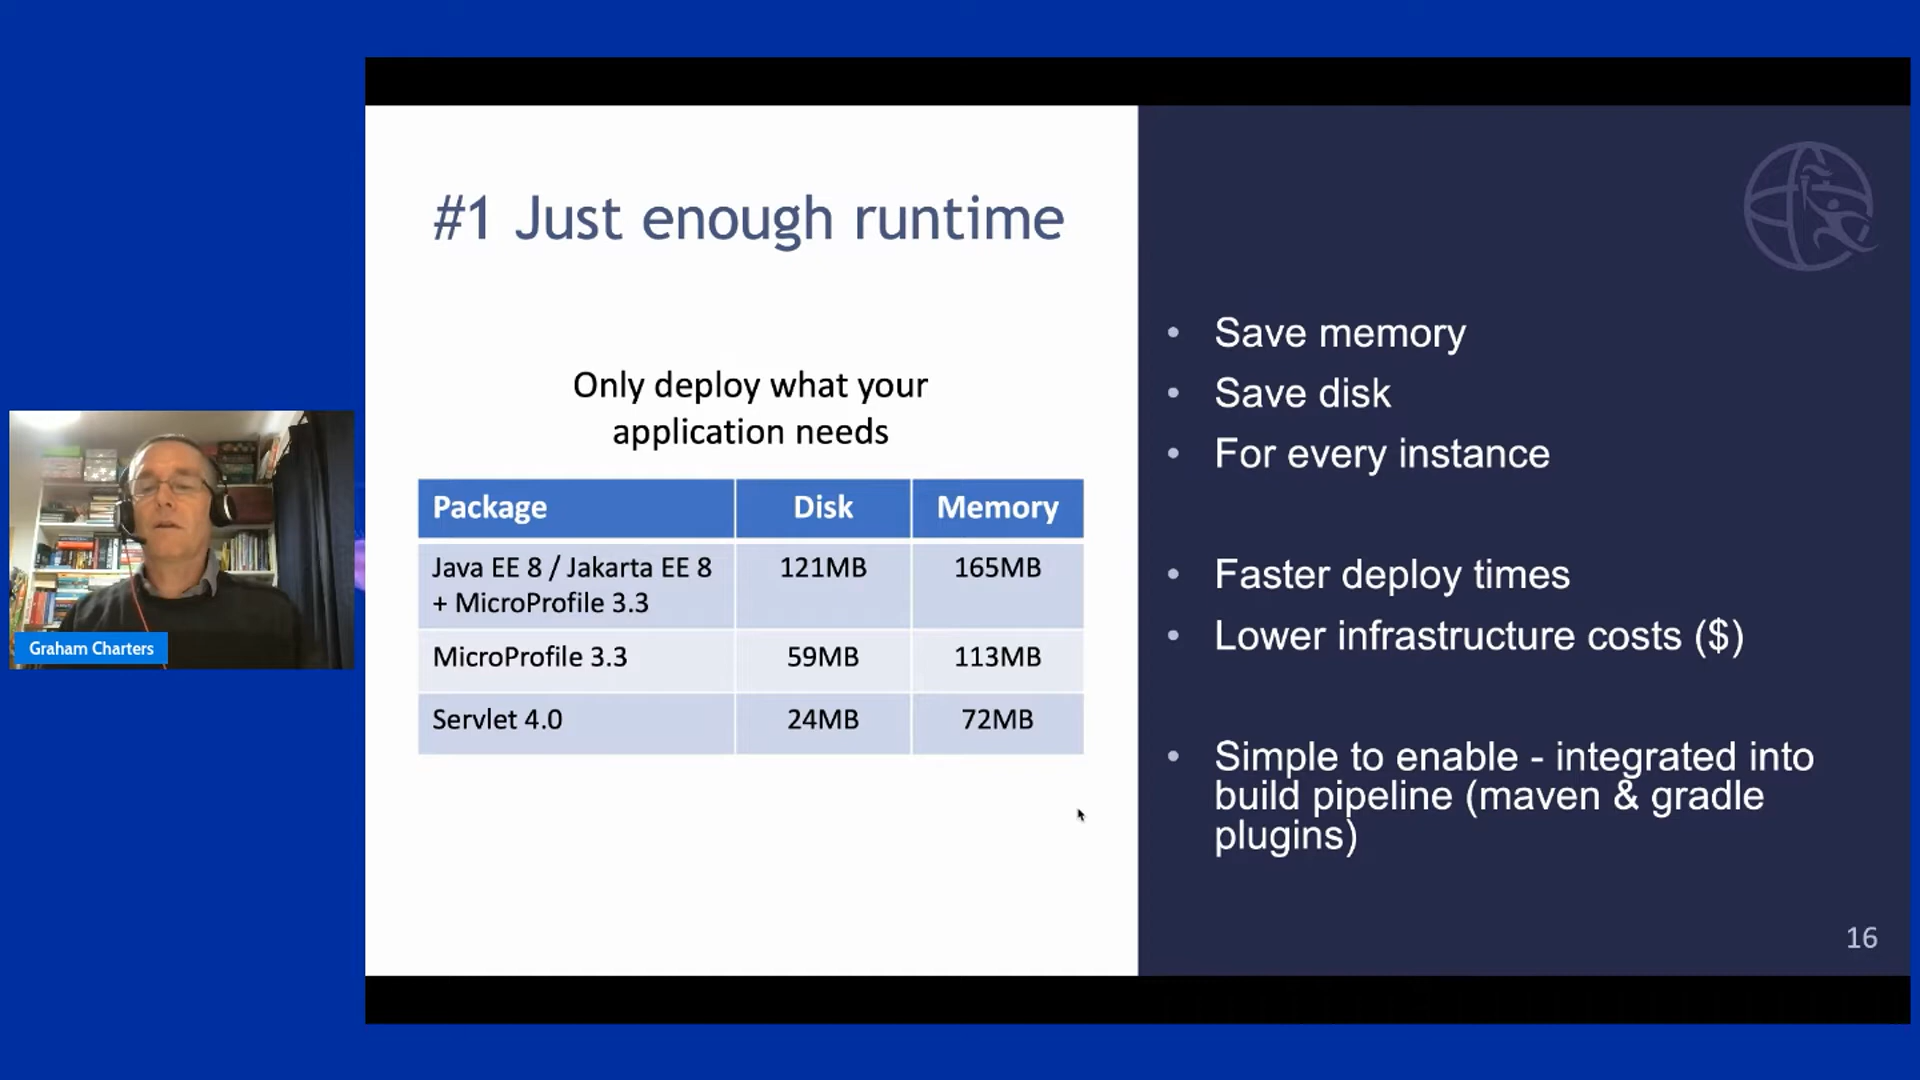 #1 Just enough runtime
Only deploy what your
application needs
Package Disk Memory
Java EE 8 / Jakarta EE 8 121MB 165MB
+ MicroProfile 3.3
MicroProfile 3.3 59MB 113MB
Servlet 4.0 24MB 72MB
• Save memory
• Save disk
• For every instance
• Faster deploy times
• Lower infrastructure costs ($)
• Simple to enable - integrated into
build pipeline (maven & gradle
plugins)
16
Graham Charters